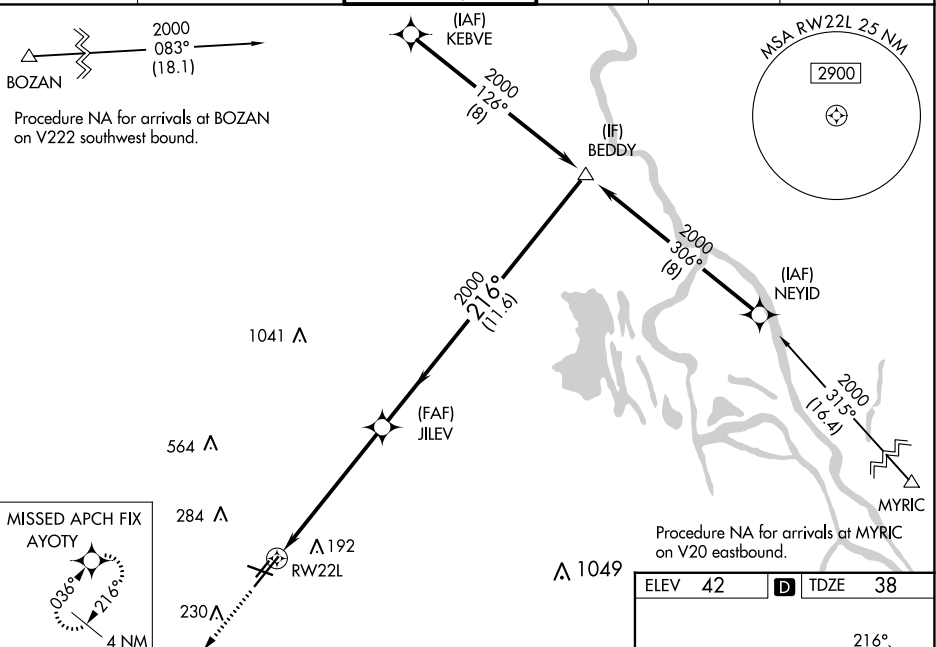 2000
083°
(18.1)
BOZAN
Procedure NA for arrivals at BOZAN
on V222 southwest bound.
(IAF)
KEBVE
2000
126°
(8)
(IF)
BEDDY
MSA RW22L 25 NM
2900
2000
306°
(8)
(IAF)
NEYID
2000
216°
(11.6)
1041
2000
315°
(16.4)
MYRIC
Procedure NA for arrivals at MYRIC
on V20 eastbound.
(FAF)
JILEV
564
284
192
RW22L
230
1049
MISSED APCH FIX
AYOTY
036°
216°
4 NM
ELEV 42 D TDZE 38
216°